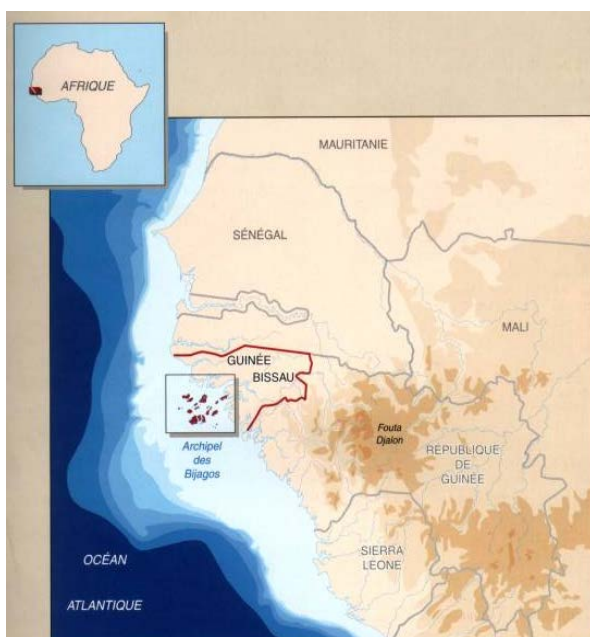 AFRIQUE
MAURITANIE
SÉNÉGAL
MALI
GUINÉE
BISSAU
Fouta
Djalon
Archipel
des
Bijagos
RÉPUBLIQUE
DE
GUINÉE
SIERRA
LEONE
OCÉAN
ATLANTIQUE